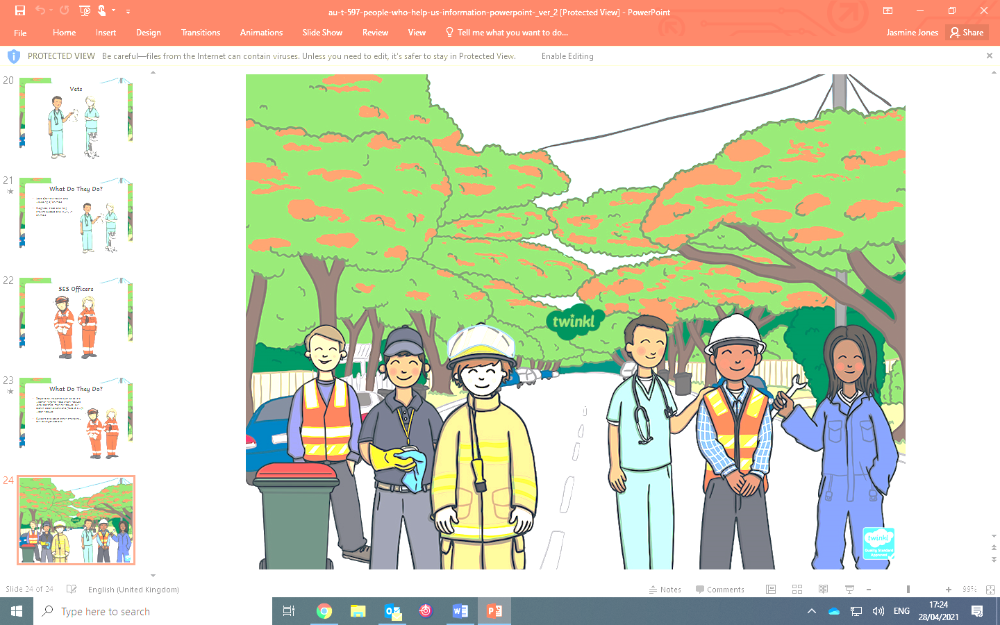 au-t-597-people-who-help-us-information-powerpoint-_ver_2 [Protected View] - PowerPoint
File Home Insert Design Transitions Animations Slide Show Review View Tell me what you want to do... Jasmine Jones Share
PROTECTED VIEW Be careful—files from the Internet can contain viruses. Unless you need to edit, it's safer to stay in Protected View. Enable Editing
20
Vets
21
What Do They Do?
22
SES Officers
23
What Do They Do?
24
twinkl
twinkl
Quality Standard
Approved
Slide 24 of 24 English (United Kingdom) Notes Comments 99%
Type here to search
ENG
17:24
28/04/2021